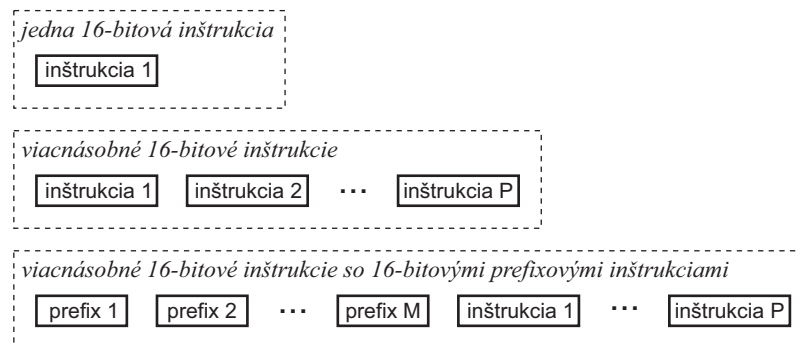 jedna 16-bitová inštrukcia
inštrukcia 1
viacnásobné 16-bitové inštrukcie
inštrukcia 1 inštrukcia 2 ... inštrukcia P
viacnásobné 16-bitové inštrukcie so 16-bitovými prefixovými inštrukciami
prefix 1 prefix 2 ... prefix M inštrukcia 1 ... inštrukcia P